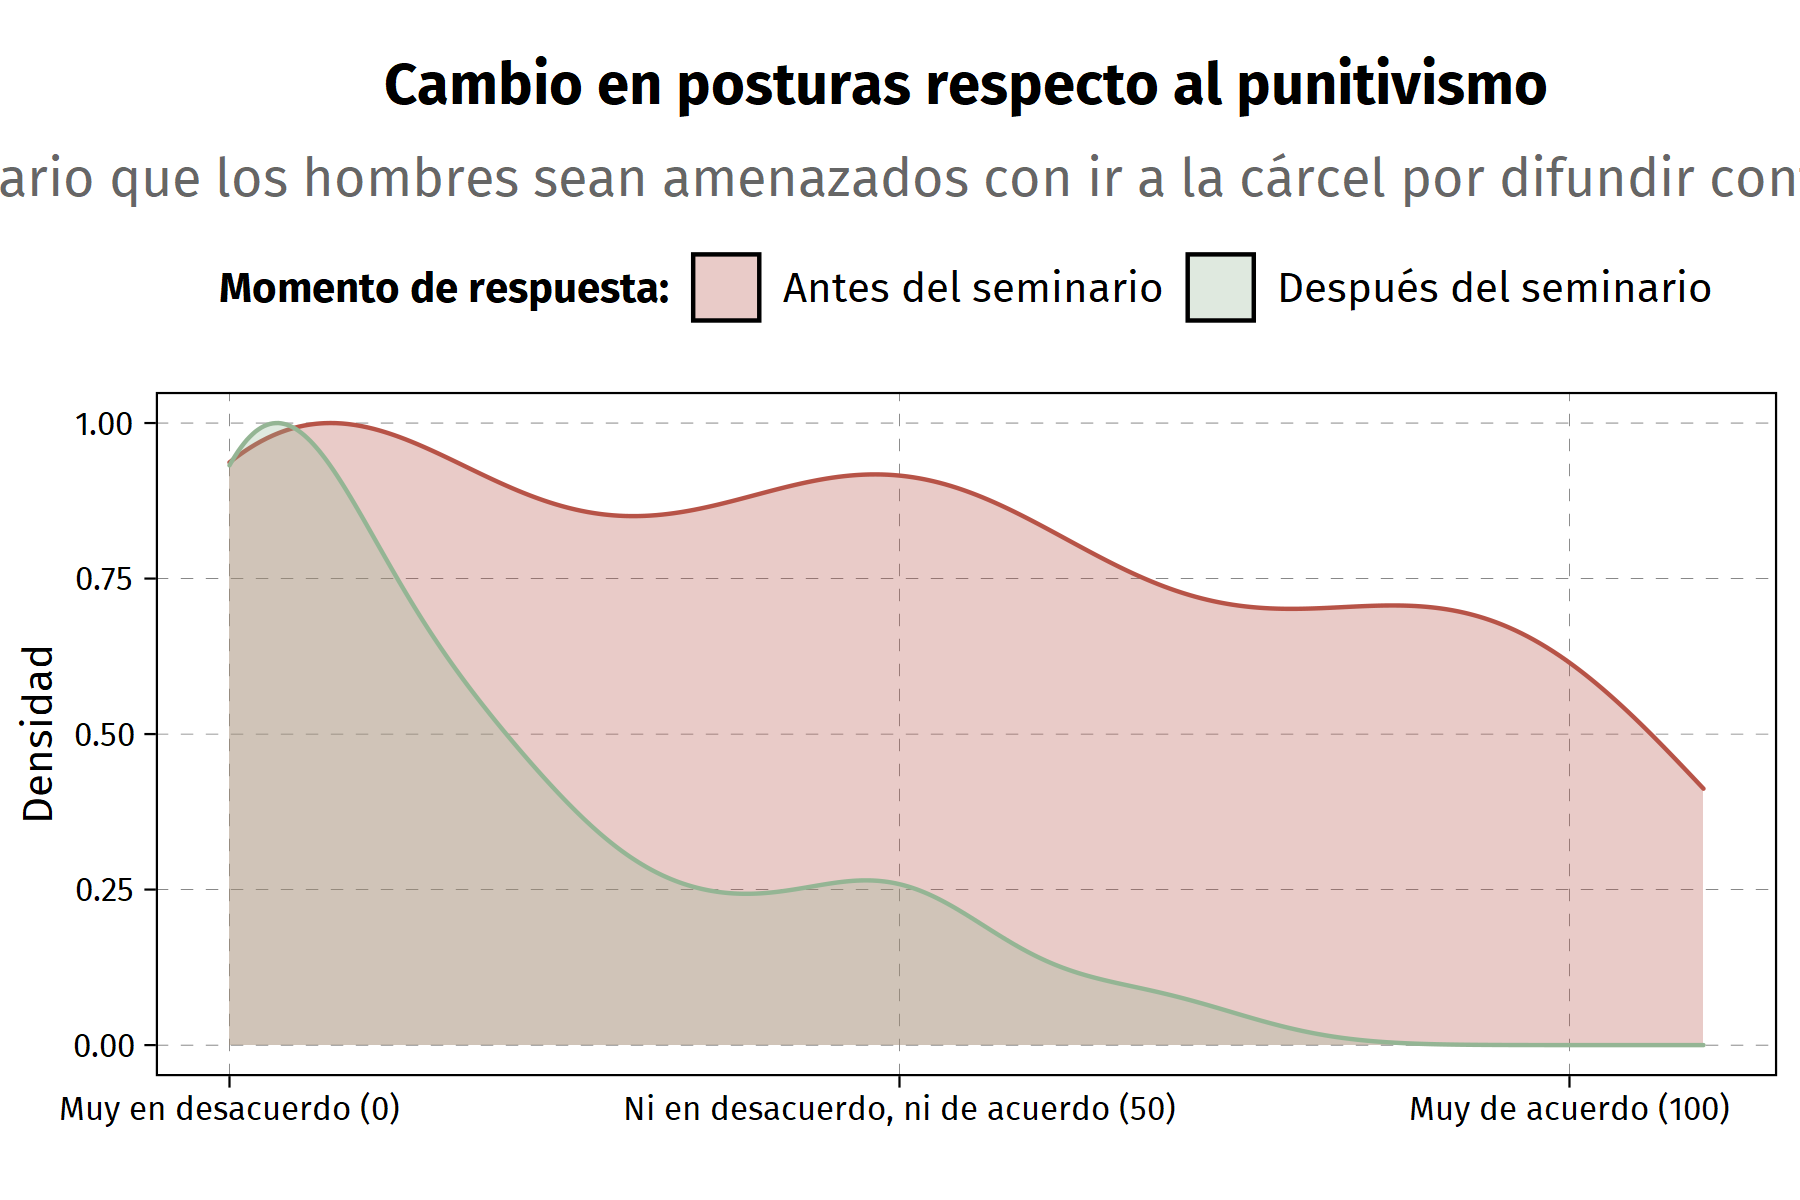 Cambio en posturas respecto al punitivismo
que los hombres sean amenazados con ir a la cárcel por difundir
Momento de respuesta: Antes del seminario Después del seminario
Densidad
1.00
0.75
0.50
0.25
0.00
Muy en desacuerdo (0) Ni en desacuerdo, ni de acuerdo (50) Muy de acuerdo (100)